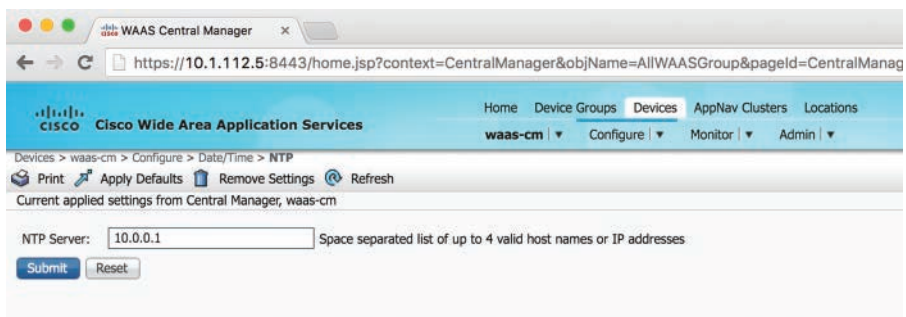 WAAS Central Manager ×
https://10.1.112.5:8443/home.jsp?context=CentralManager&objName=AllWAASGroup&pageId=CentralManag
cisco Cisco Wide Area Application Services
Home Device Groups Devices AppNav Clusters Locations
waas-cm | ▼ Configure | ▼ Monitor | ▼ Admin | ▼
Devices > waas-cm > Configure > Date/Time > NTP
Print Apply Defaults Remove Settings Refresh
Current applied settings from Central Manager, waas-cm
NTP Server: 10.0.0.1 Space separated list of up to 4 valid host names or IP addresses
Submit Reset